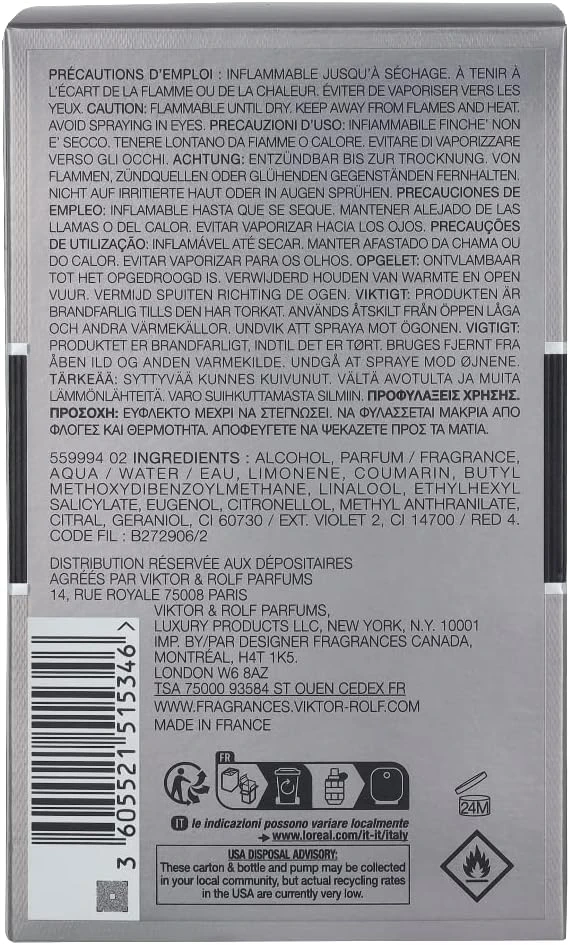 PRÉCAUTIONS D'EMPLOI : INFLAMMABLE JUSQU'À SÉCHAGE. À TENIR À
L'ÉCART DE LA FLAMME OU DE LA CHALEUR. ÉVITER DE VAPORISER VERS LES
YEUX. CAUTION: FLAMMABLE UNTIL DRY. KEEP AWAY FROM FLAMES AND HEAT.
AVOID SPRAYING IN EYES. PRECAUZIONI D'USO: INFIAMMABILE FINCHE' NON
E' SECCO. TENERE LONTANO DA FIAMME O CALORE. EVITARE DI VAPORIZZARE
VERSO GLI OCCHI. ACHTUNG: ENTZÜNDBAR BIS ZUR TROCKNUNG. VON
FLAMMEN, ZÜNDQUELLEN ODER GLÜHENDEN GEGENSTÄNDEN FERNHALTEN.
NICHT AUF IRRITIERTE HAUT ODER IN AUGEN SPRÜHEN. PRECAUCIONES DE
EMPLEO: INFLAMABLE HASTA QUE SE SEQUE. MANTENER ALEJADO DE LAS
LLAMAS O DEL CALOR. EVITAR VAPORIZAR HACIA LOS OJOS. PRECAUÇÕES
DE UTILIZAÇÃO: INFLAMÁVEL ATÉ SECAR. MANTER AFASTADO DA CHAMA OU
DO CALOR. EVITAR VAPORIZAR PARA OS OLHOS. OPGELET: ONTVLAMBAAR
TOT HET OPGEDROOGD IS. VERWIJDERD HOUDEN VAN WARMTE EN OPEN
VUUR. VERMIJD SPUITEN RICHTING DE OGEN. VIKTIGT: PRODUKTEN ÄR
BRANDFARLIG TILLS DEN HAR TORKAT. ANVÄNDS ÅTSKILT FRÅN ÖPPEN LÅGA
OCH ANDRA VÄRMEKÄLLOR. UNDVIK ATT SPRAYA MOT ÖGONEN. VIGTIGT:
PRODUKTET ER BRANDFARLIGT, INDTIL DET ER TØRT. BRUGES FJERNT FRA
ÅBEN ILD OG ANDEN VARMEKILDE. UNDGÅ AT SPRAYE MOD ØJNENE.
TÄRKEÄÄ: SYTTYVÄÄ KUNNES KUIVUNUT. VÄLTÄ AVOTULTA JA MUITA
LÄMMÖNLÄHTEITÄ. VARO SUIHKUTTAMASTA SILMIIN. ΠΡΟΦΥΛΑΞΕΙΣ ΧΡΗΣΗΣ.
ΠΡΟΣΟΧΗ: ΕΥΦΛΕΚΤΟ ΜΕΧΡΙ ΝΑ ΣΤΕΓΝΩΣΕΙ. ΝΑ ΦΥΛΑΣΣΕΤΑΙ ΜΑΚΡΙΑ ΑΠΟ
ΦΛΟΓΕΣ ΚΑΙ ΘΕΡΜΟΤΗΤΑ. ΑΠΟΦΕΥΓΕΤΕ ΝΑ ΨΕΚΑΖΕΤΕ ΠΡΟΣ ΤΑ ΜΑΤΙΑ.
559994 02 INGREDIENTS : ALCOHOL, PARFUM / FRAGRANCE,
AQUA / WATER / EAU, LIMONENE, COUMARIN, BUTYL
METHOXYDIBENZOYLMETHANE, LINALOOL, ETHYLHEXYL
SALICYLATE, EUGENOL, CITRONELLOL, METHYL ANTHRANILATE,
CITRAL, GERANIOL, CI 60730 / EXT. VIOLET 2, CI 14700 / RED 4.
CODE FIL : B272906/2
DISTRIBUTION RÉSERVÉE AUX DÉPOSITAIRES
AGRÉÉS PAR VIKTOR & ROLF PARFUMS
14, RUE ROYALE 75008 PARIS
VIKTOR & ROLF PARFUMS,
LUXURY PRODUCTS LLC, NEW YORK, N.Y. 10001
IMP. BY/PAR DESIGNER FRAGRANCES CANADA,
MONTRÉAL, H4T 1K5.
LONDON W6 8AZ
TSA 75000 93584 ST OUEN CEDEX FR
WWW.FRAGRANCES.VIKTOR-ROLF.COM
MADE IN FRANCE
3 605521 515346 >
FR
24M
IT le indicazioni possono variare localmente
→ www.loreal.com/it-it/italy
USA DISPOSAL ADVISORY:
These carton & bottle and pump may be collected
in your local community, but actual recycling rates
in the USA are currently very low.